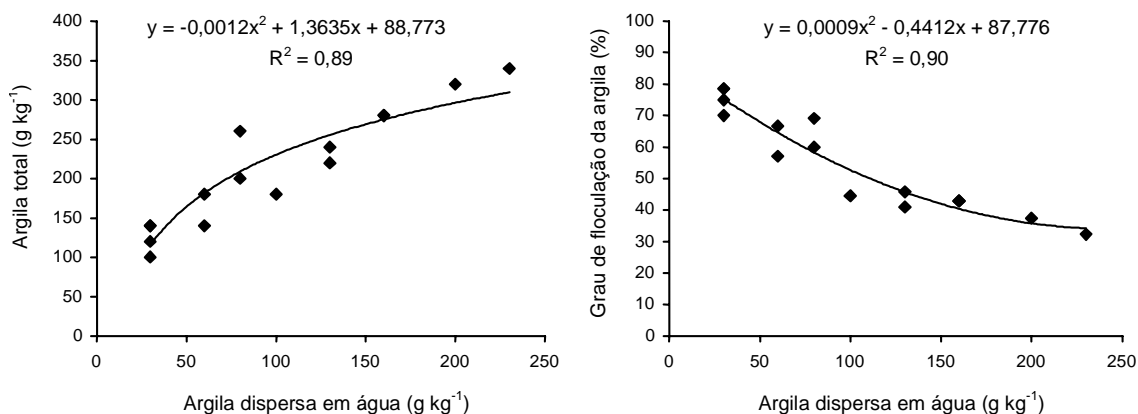 y = -0,0012x² + 1,3635x + 88,773
R² = 0,89
Argila total (g kg⁻¹)
400
350
300
250
200
150
100
50
0
0 50 100 150 200 250
Argila dispersa em água (g kg⁻¹)
y = 0,0009x² - 0,4412x + 87,776
R² = 0,90
Grau de floculação da argila (%)
100
90
80
70
60
50
40
30
20
10
0
0 50 100 150 200 250
Argila dispersa em água (g kg⁻¹)